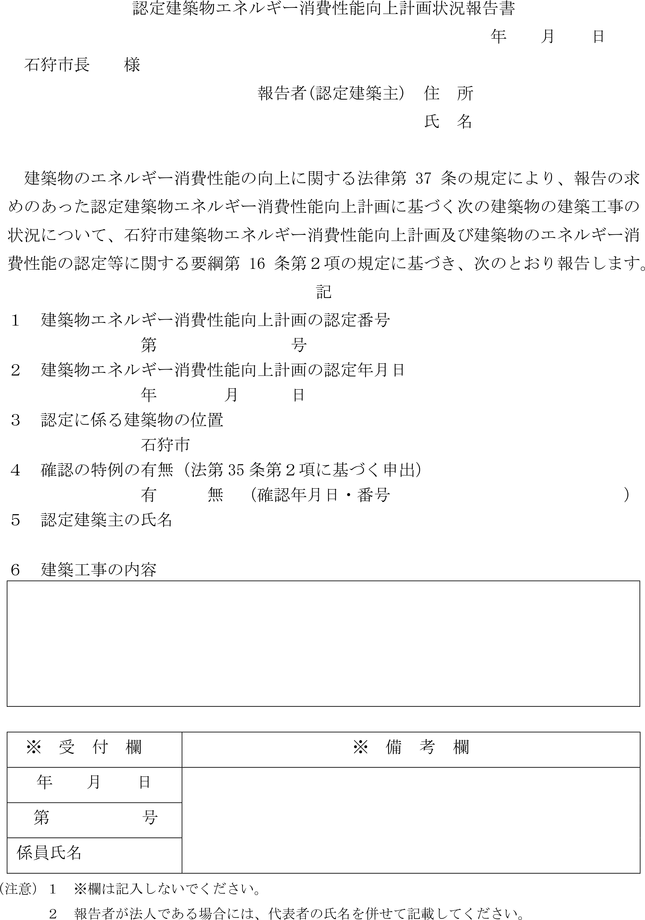 認定建築物エネルギー消費性能向上計画状況報告書
年　　月　　日
石狩市長　　様
報告者(認定建築主)　住　所
氏　名
建築物のエネルギー消費性能の向上に関する法律第 37 条の規定により、報告の求
めのあった認定建築物エネルギー消費性能向上計画に基づく次の建築物の建築工事の
状況について、石狩市建築物エネルギー消費性能向上計画及び建築物のエネルギー消
費性能の認定等に関する要綱第 16 条第２項の規定に基づき、次のとおり報告します。
記
１　建築物エネルギー消費性能向上計画の認定番号
第　　　　　　　　号
２　建築物エネルギー消費性能向上計画の認定年月日
年　　　　月　　　日
３　認定に係る建築物の位置
石狩市
４　確認の特例の有無（法第 35 条第２項に基づく申出）
有　　　無　（確認年月日・番号　　　　　　　　　　　　　　）
５　認定建築主の氏名
６　建築工事の内容
※　受　付　欄　　※　備　考　欄
年　　月　　日
第　　　　　号
係員氏名
（注意）１　※欄は記入しないでください。
２　報告者が法人である場合には、代表者の氏名を併せて記載してください。